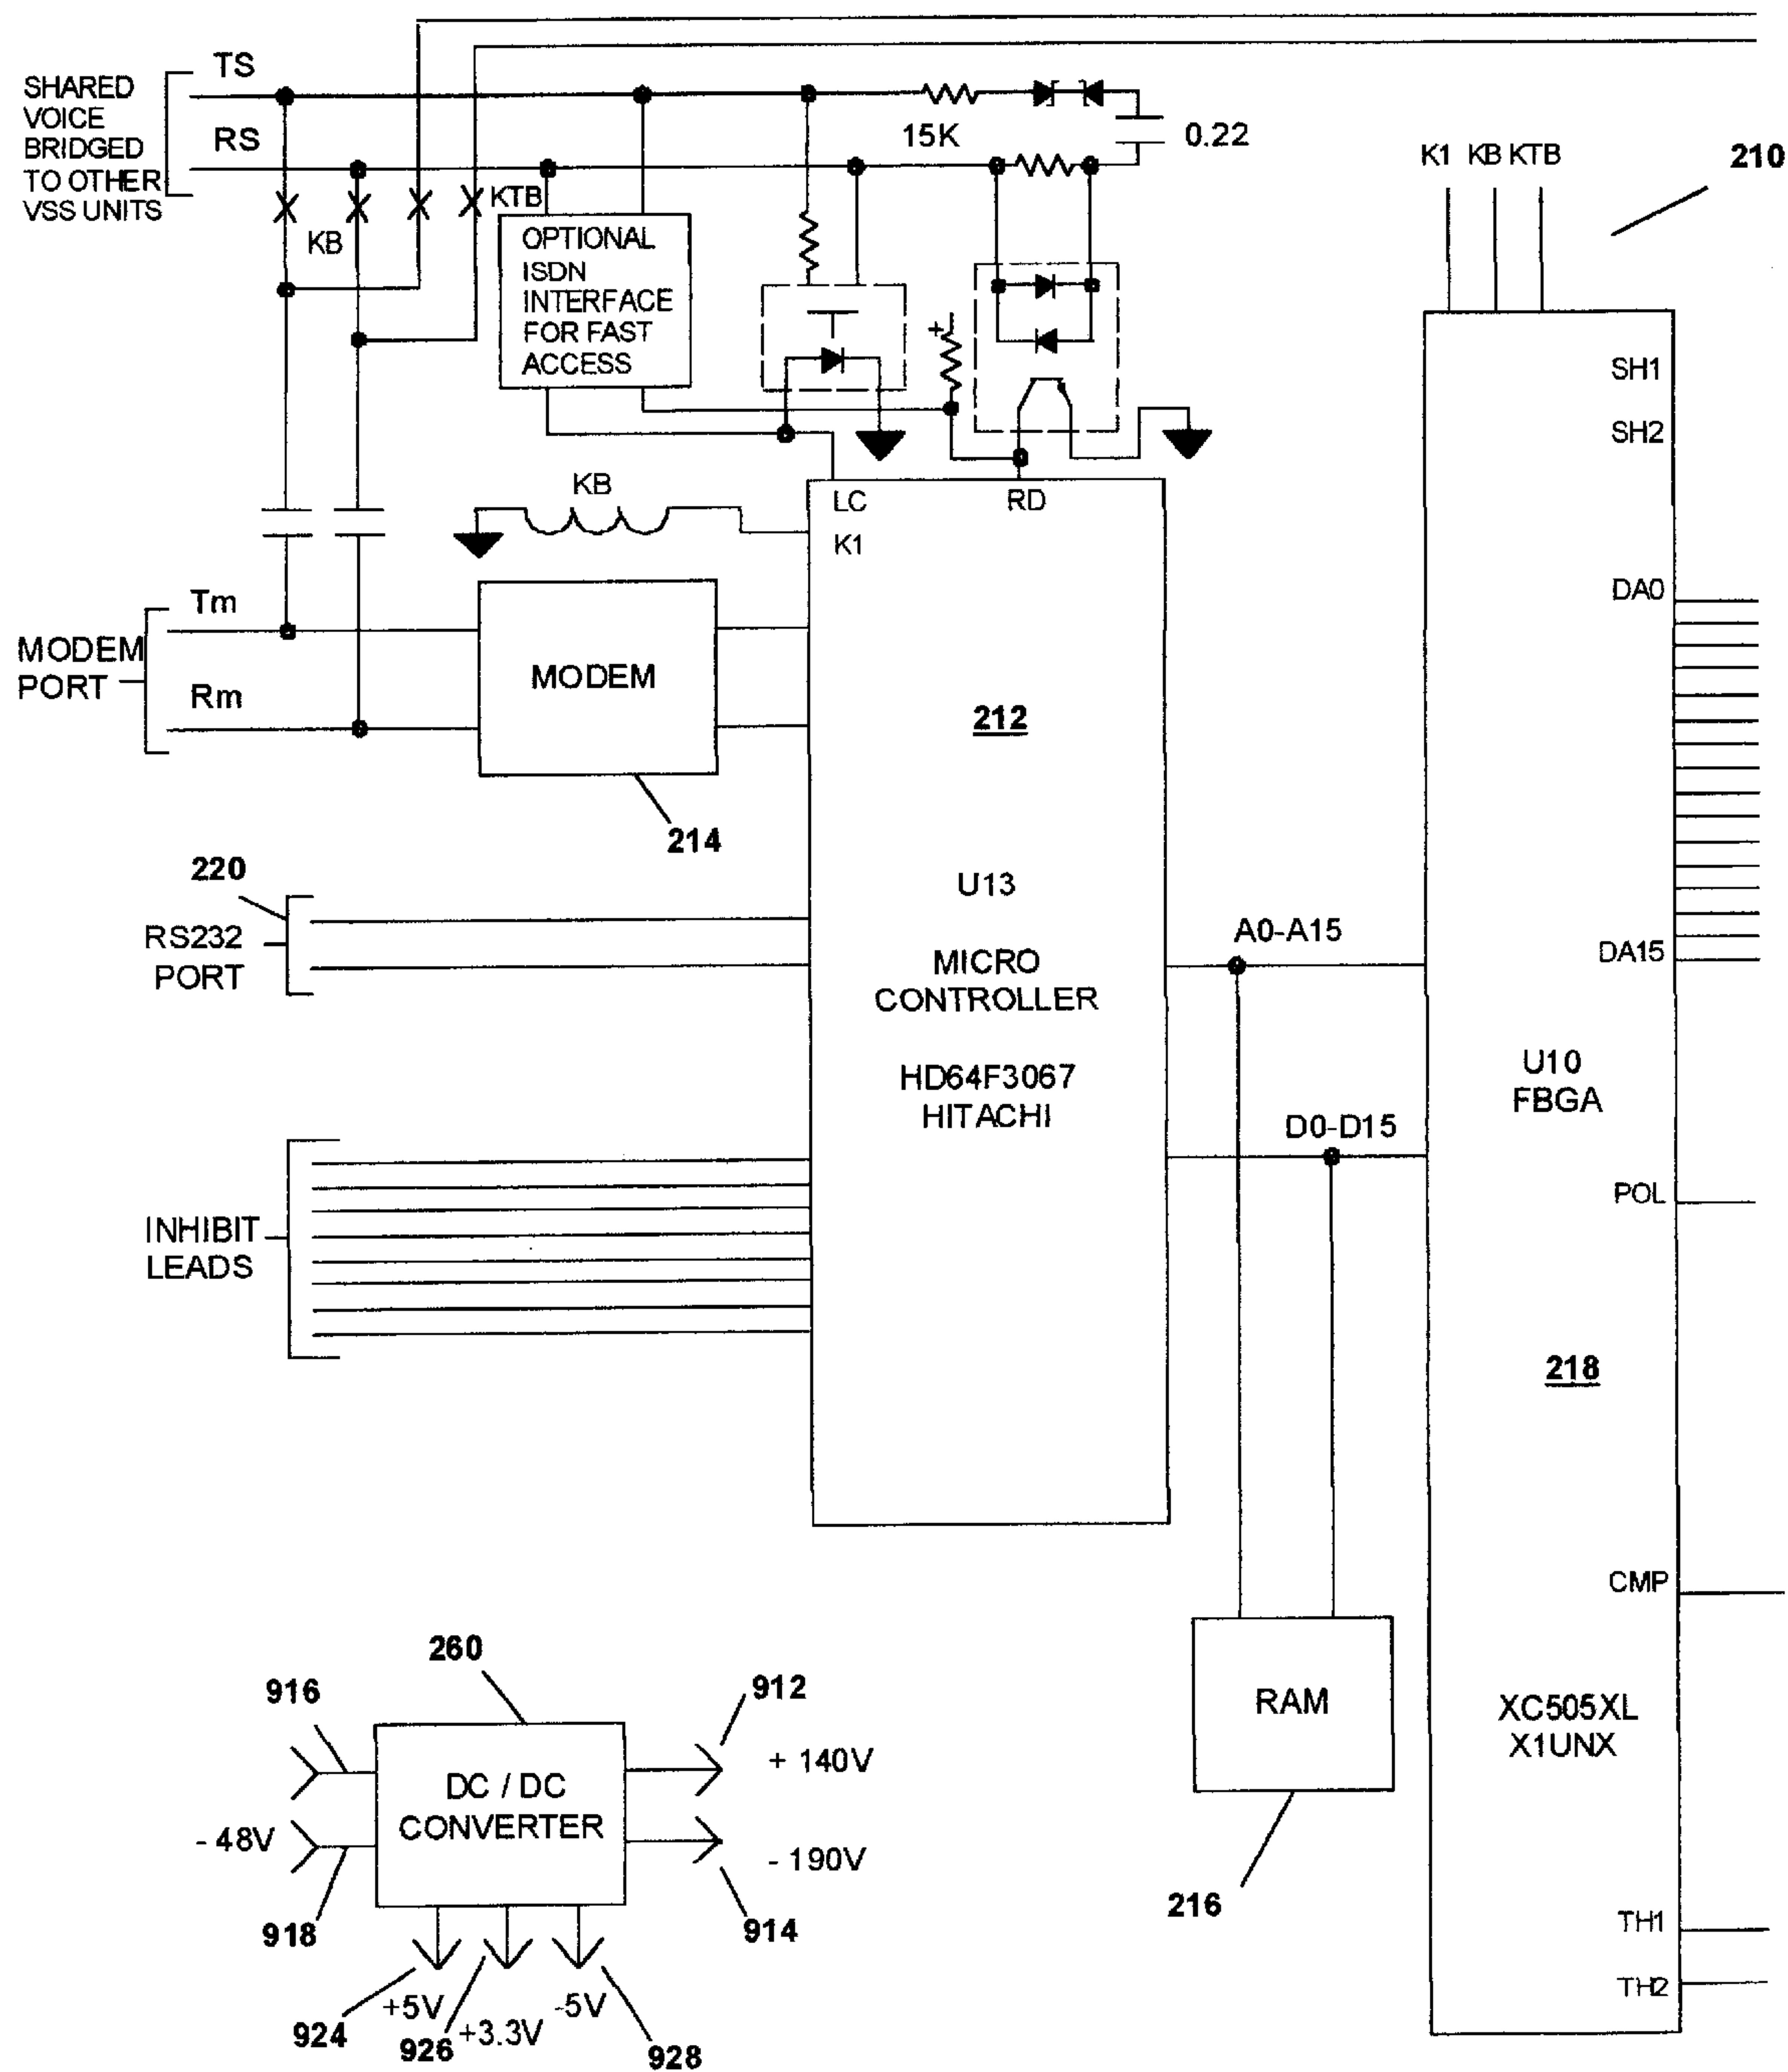 SHARED
VOICE
BRIDGED
TO OTHER
VSS UNITS
TS
RS
15K
0.22
K1 KB KTB
210
KB
KTB
OPTIONAL
ISDN
INTERFACE
FOR FAST
ACCESS
+
SH1
SH2
KB
LC
RD
K1
DA0
MODEM
PORT
Tm
Rm
MODEM
212
214
220
RS232
PORT
U13
MICRO
CONTROLLER
HD64F3067
HITACHI
A0-A15
DA15
U10
FBGA
D0-D15
POL
INHIBIT
LEADS
218
CMP
260
916
912
RAM
XC505XL
X1UNX
DC / DC
CONVERTER
+ 140V
- 48V
- 190V
918
914
216
TH1
TH2
+5V
-5V
924
926
+3.3V
928